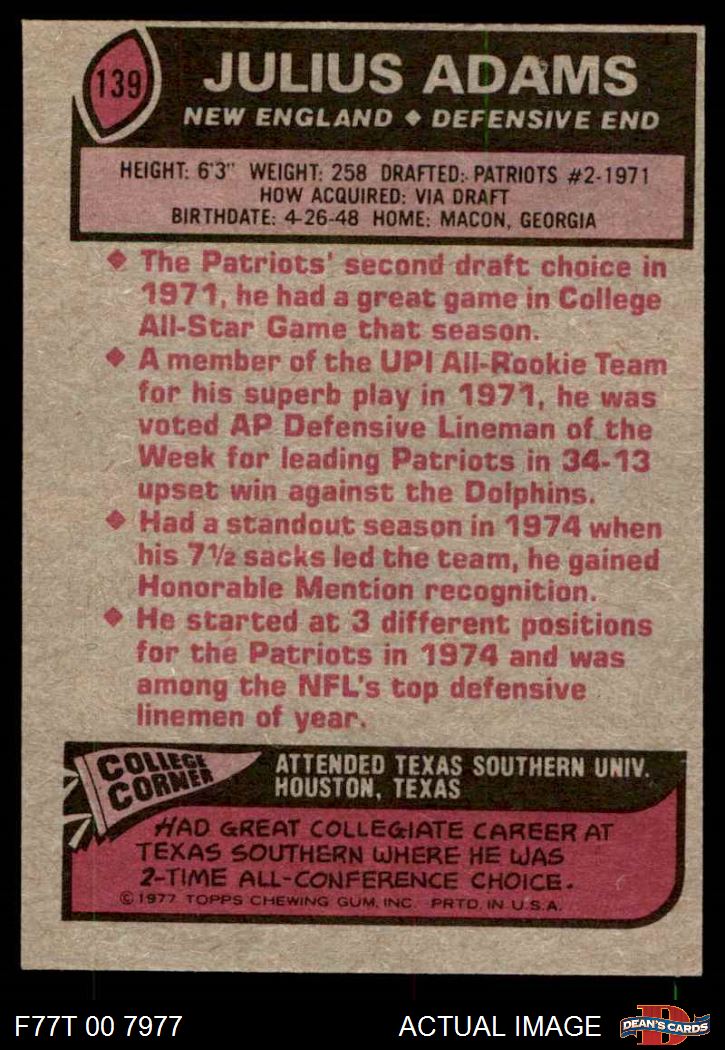 139
JULIUS ADAMS
NEW ENGLAND ◆ DEFENSIVE END
HEIGHT: 6'3" WEIGHT: 258 DRAFTED: PATRIOTS #2-1971
HOW ACQUIRED: VIA DRAFT
BIRTHDATE: 4-26-48 HOME: MACON, GEORGIA
◆ The Patriots' second draft choice in
1971, he had a great game in College
All-Star Game that season.
◆ A member of the UPI All-Rookie Team
for his superb play in 1971, he was
voted AP Defensive Lineman of the
Week for leading Patriots in 34-13
upset win against the Dolphins.
◆ Had a standout season in 1974 when
his 7½ sacks led the team, he gained
Honorable Mention recognition.
◆ He started at 3 different positions
for the Patriots in 1974 and was
among the NFL's top defensive
linemen of year.
COLLEGE
CORNER
ATTENDED TEXAS SOUTHERN UNIV.
HOUSTON, TEXAS
HAD GREAT COLLEGIATE CAREER AT
TEXAS SOUTHERN WHERE HE WAS
2-TIME ALL-CONFERENCE CHOICE.
© 1977 TOPPS CHEWING GUM, INC. PRTD. IN U.S.A.
F77T 00 7977
ACTUAL IMAGE
D
DEAN'S CARDS